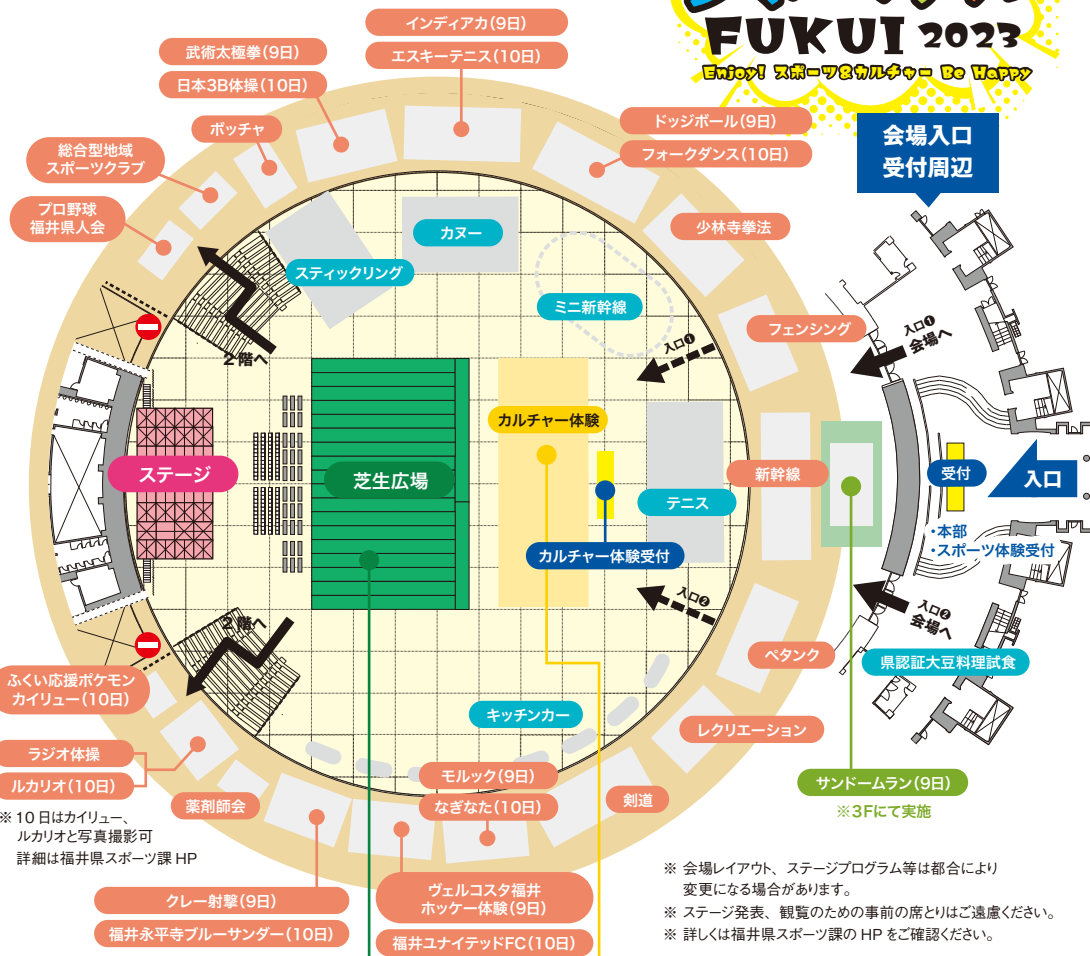 FUKUI 2023
Enjoy! スポーツ&カルチャー Be Happy
インディアカ(9日)
エスキーテニス(10日)
武術太極拳(9日)
日本3B体操(10日)
ボッチャ
総合型地域
スポーツクラブ
プロ野球
福井県人会
ドッジボール(9日)
フォークダンス(10日)
会場入口
受付周辺
少林寺拳法
カヌー
スティックリング
ミニ新幹線
フェンシング
入口❶
入口❶
会場へ
2階へ
カルチャー体験
ステージ
芝生広場
新幹線
受付
入口
テニス
カルチャー体験受付
・本部
・スポーツ体験受付
入口❷
入口❷
会場へ
2階へ
ペタンク
県認証大豆料理試食
ふくい応援ポケモン
カイリュー(10日)
キッチンカー
レクリエーション
ラジオ体操
ルカリオ(10日)
※ 10日はカイリュー、
ルカリオと写真撮影可
詳細は福井県スポーツ課 HP
薬剤師会
モルック(9日)
なぎなた(10日)
剣道
サンドームラン(9日)
※3Fにて実施
クレー射撃(9日)
福井永平寺ブルーサンダー(10日)
ヴェルコスタ福井
ホッケー体験(9日)
福井ユナイテッドFC(10日)
※ 会場レイアウト、ステージプログラム等は都合により
変更になる場合があります。
※ ステージ発表、観覧のための事前の席とりはご遠慮ください。
※ 詳しくは福井県スポーツ課の HP をご確認ください。